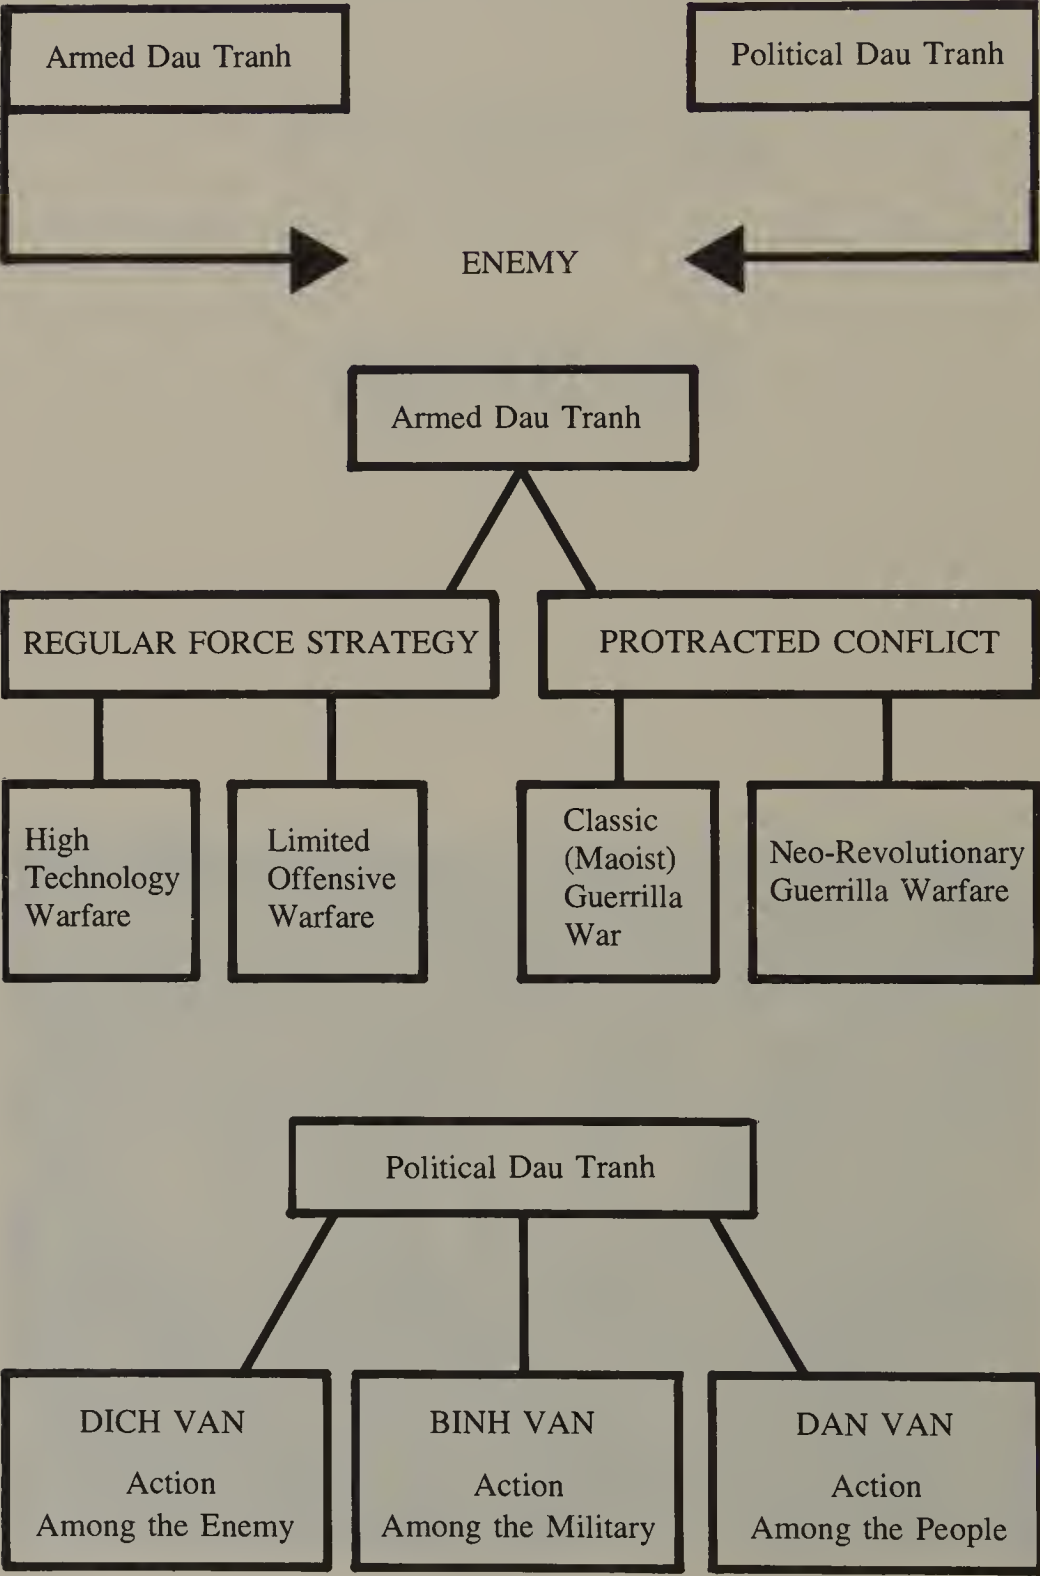 Armed Dau Tranh
Political Dau Tranh
ENEMY
Armed Dau Tranh
REGULAR FORCE STRATEGY
PROTRACTED CONFLICT
High
Technology
Warfare
Limited
Offensive
Warfare
Classic
(Maoist)
Guerrilla
War
Neo-Revolutionary
Guerrilla Warfare
Political Dau Tranh
DICH VAN
Action
Among the Enemy
BINH VAN
Action
Among the Military
DAN VAN
Action
Among the People